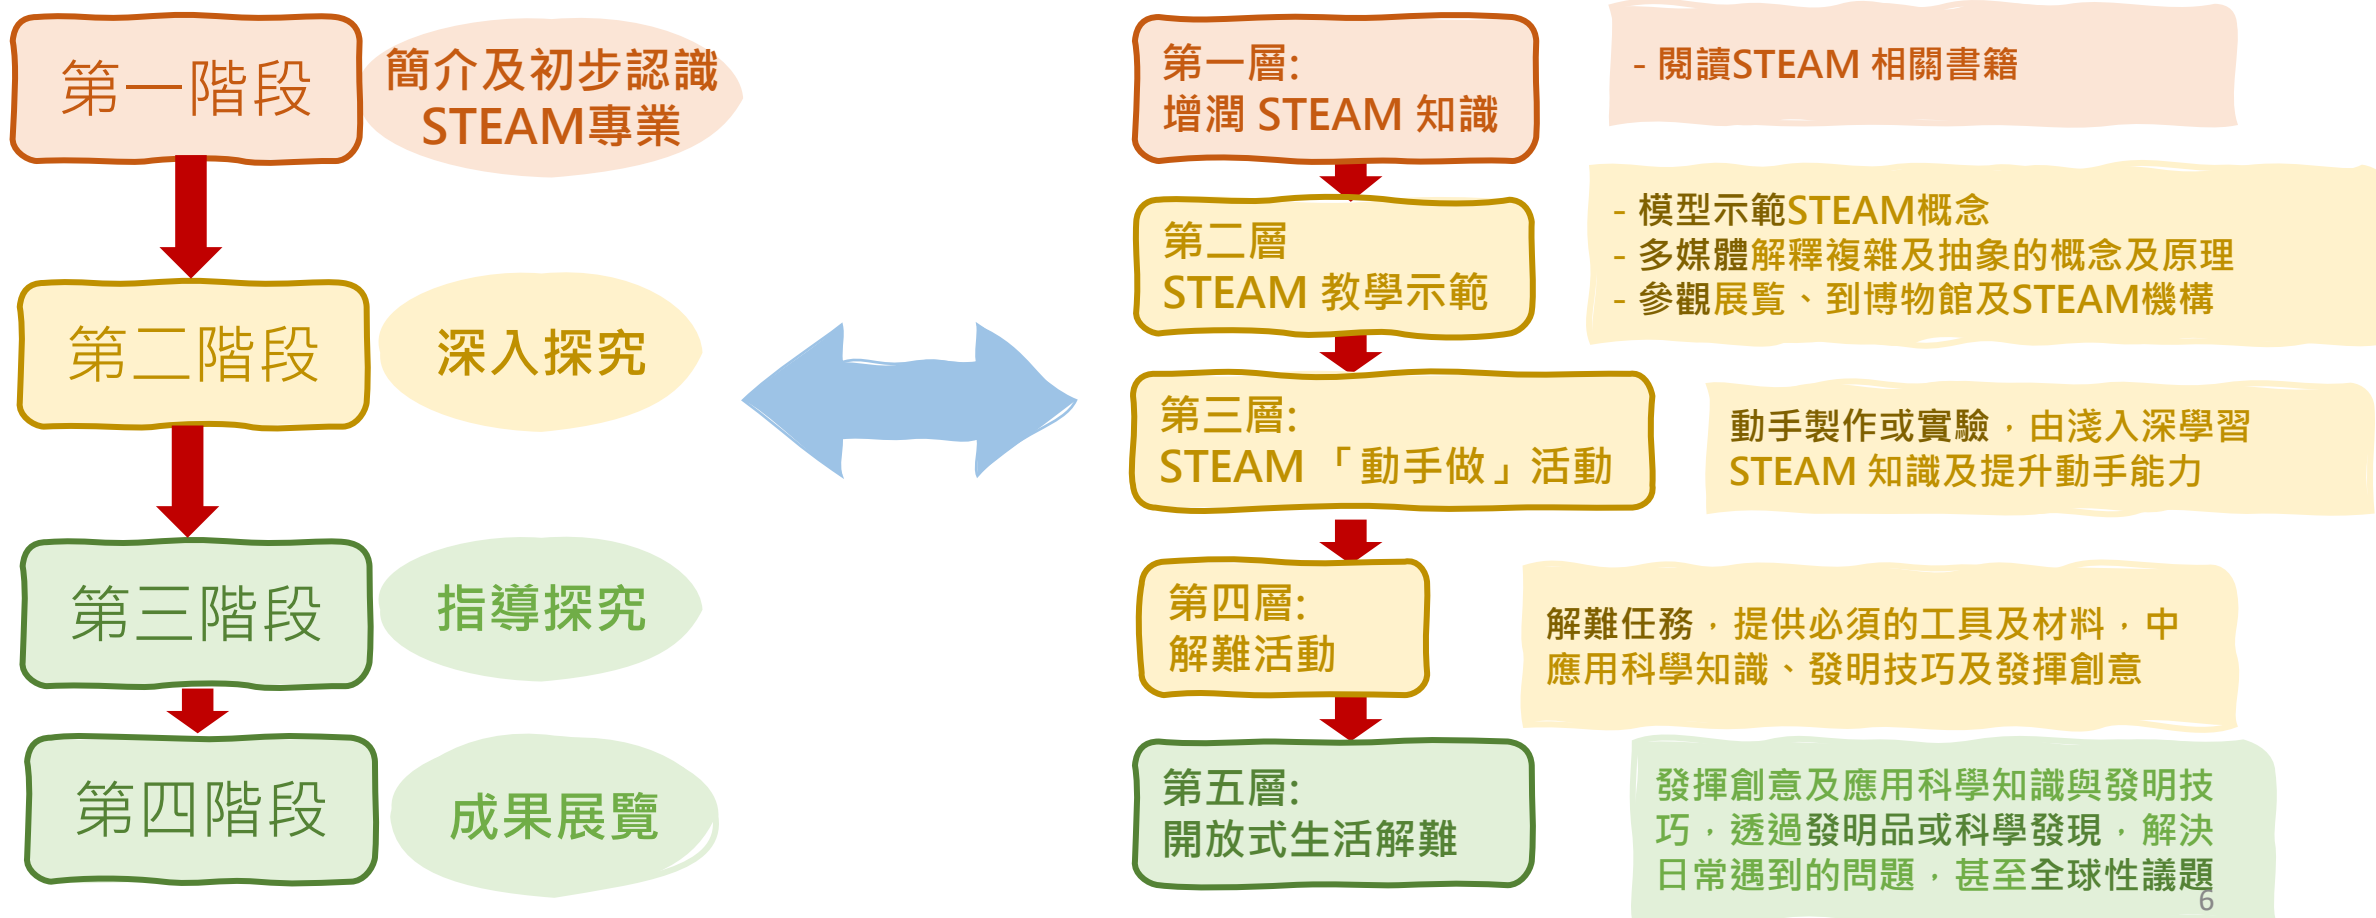 第一階段
簡介及初步認識
STEAM專業
第二階段
深入探究
第三階段
指導探究
第四階段
成果展覽
第一層:
增潤 STEAM 知識
- 閱讀STEAM 相關書籍
第二層
STEAM 教學示範
- 模型示範STEAM概念
- 多媒體解釋複雜及抽象的概念及原理
- 參觀展覧、到博物館及STEAM機構
第三層:
STEAM 「動手做」活動
動手製作或實驗，由淺入深學習
STEAM 知識及提升動手能力
第四層:
解難活動
解難任務，提供必須的工具及材料，中
應用科學知識、發明技巧及發揮創意
第五層:
開放式生活解難
發揮創意及應用科學知識與發明技
巧，透過發明品或科學發現，解決
日常遇到的問題，甚至全球性議題
6